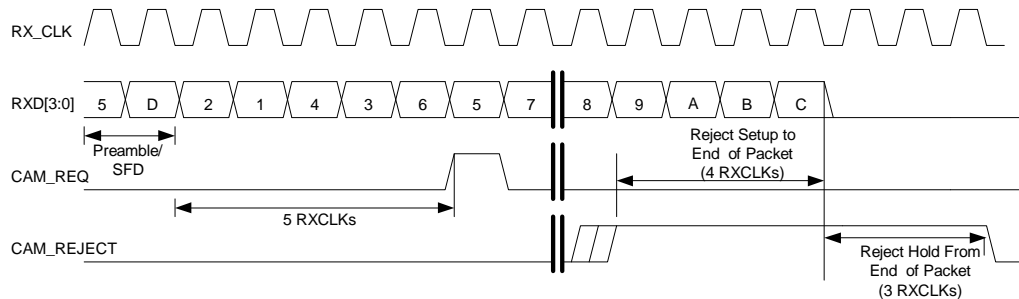 RX_CLK
RXD[3:0]
5 D 2 1 4 3 6 5 7 8 9 A B C
Preamble/
SFD
Reject Setup to
End of Packet
(4 RXCLKs)
CAM_REQ
5 RXCLKs
CAM_REJECT
Reject Hold From
End of Packet
(3 RXCLKs)